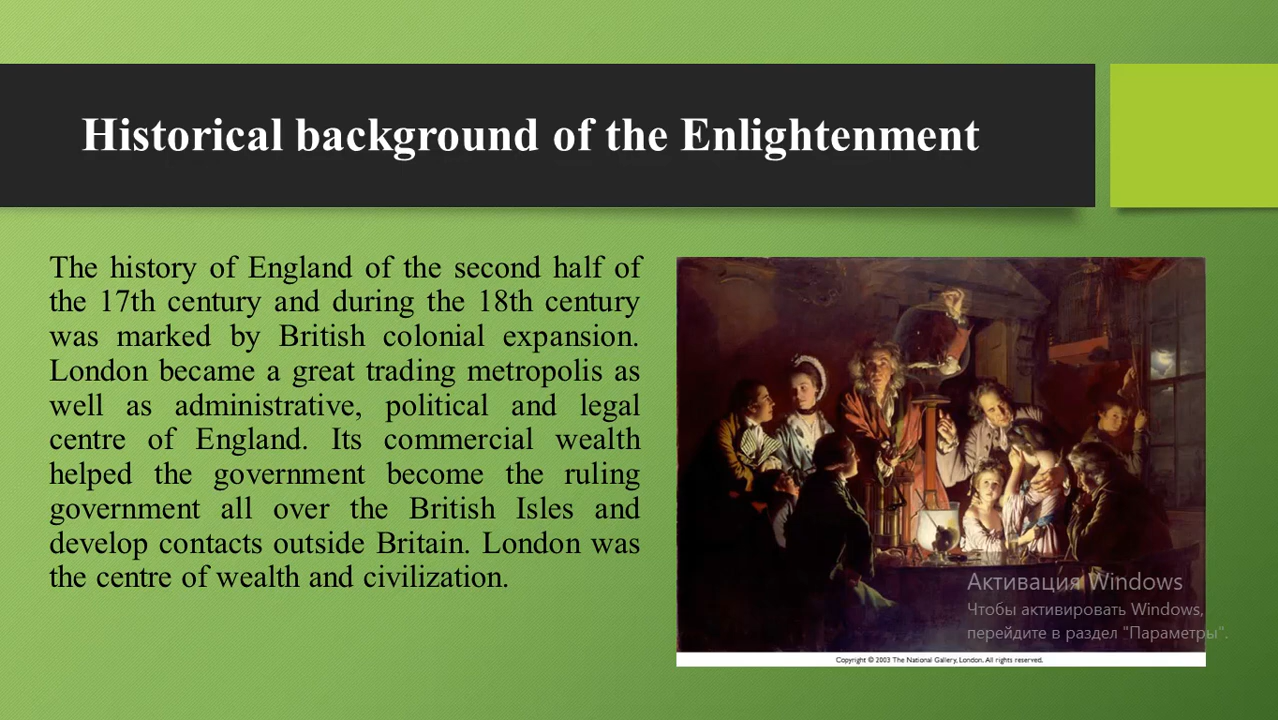 Historical background of the Enlightenment
The history of England of the second half of
the 17th century and during the 18th century
was marked by British colonial expansion.
London became a great trading metropolis as
well as administrative, political and legal
centre of England. Its commercial wealth
helped the government become the ruling
government all over the British Isles and
develop contacts outside Britain. London was
the centre of wealth and civilization.
Активация Windows
Чтобы активировать Windows,
перейдите в раздел "Параметры".
Copyright © 2003 The National Gallery, London. All rights reserved.